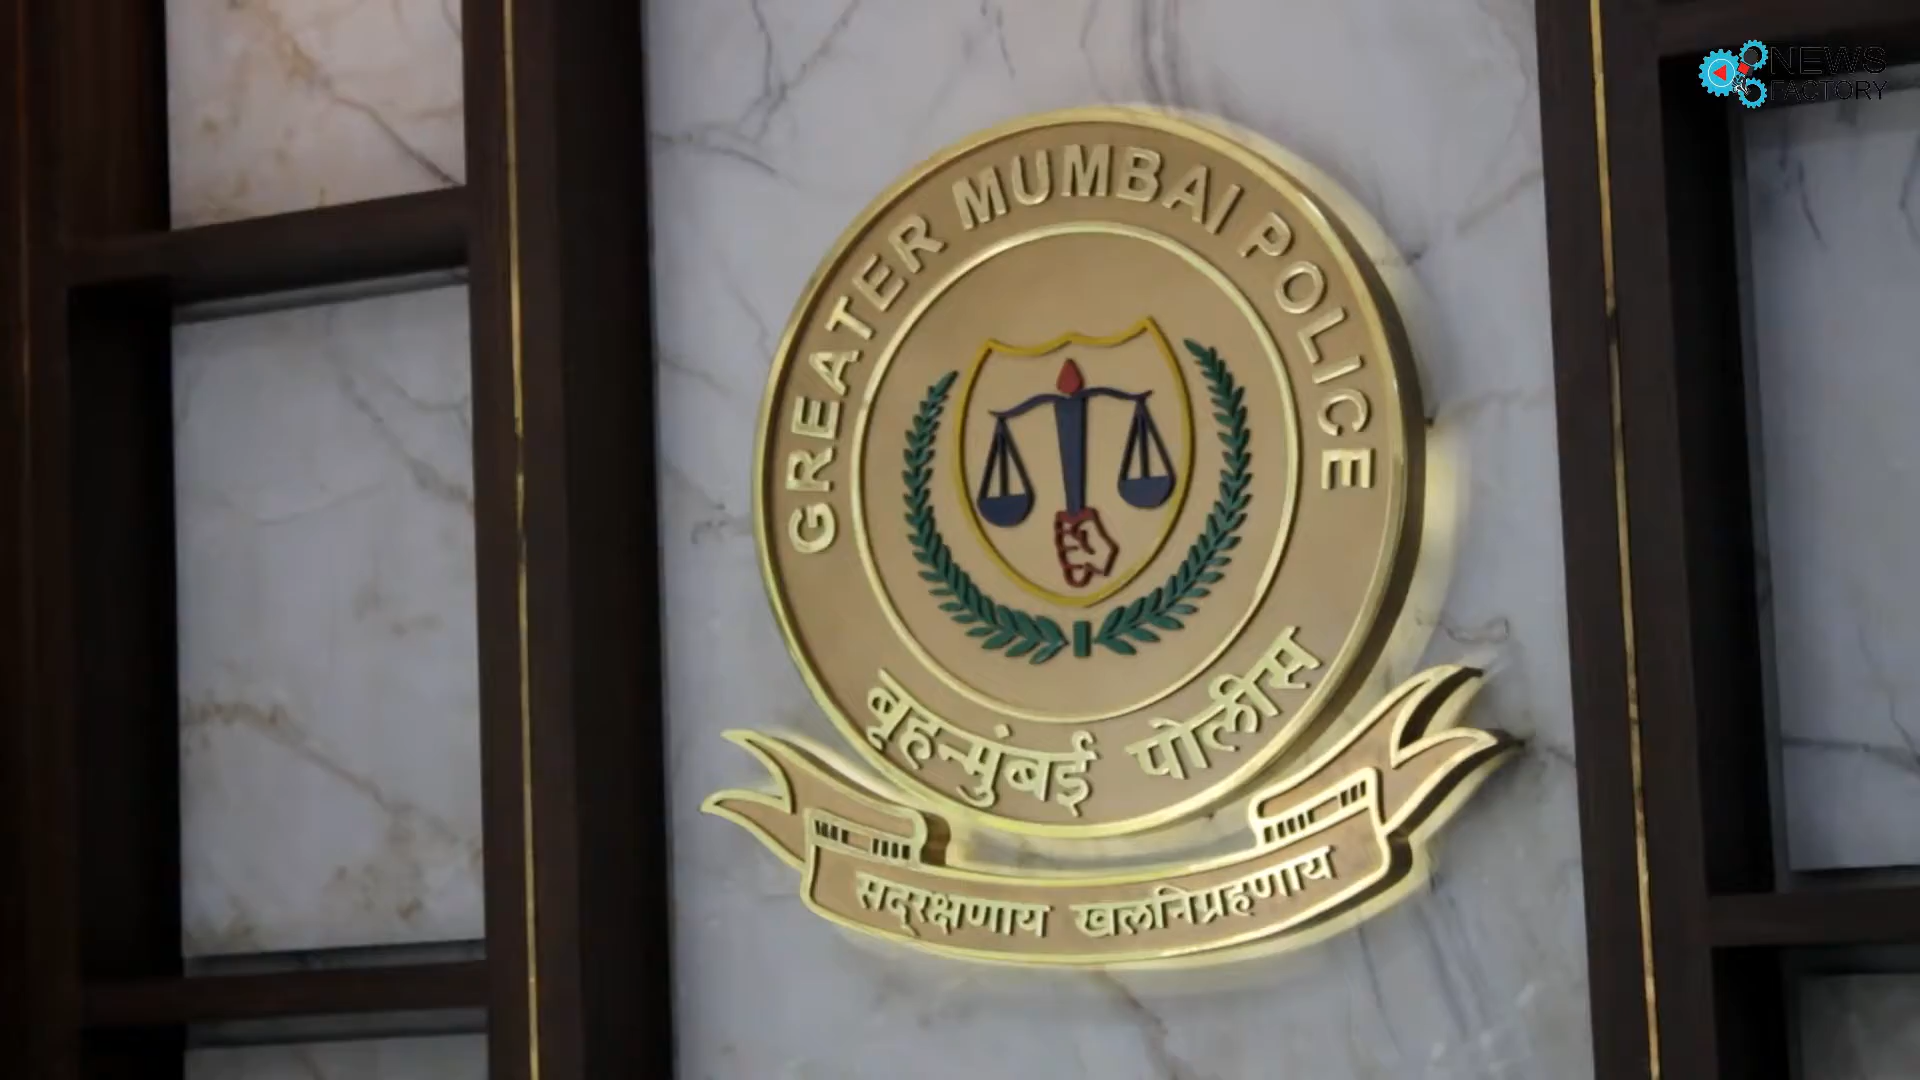 NEWS
FACTORY
GREATER MUMBAI POLICE
बृहन्मुंबई पोलीस
सद्‌रक्षणाय खलनिग्रहणाय